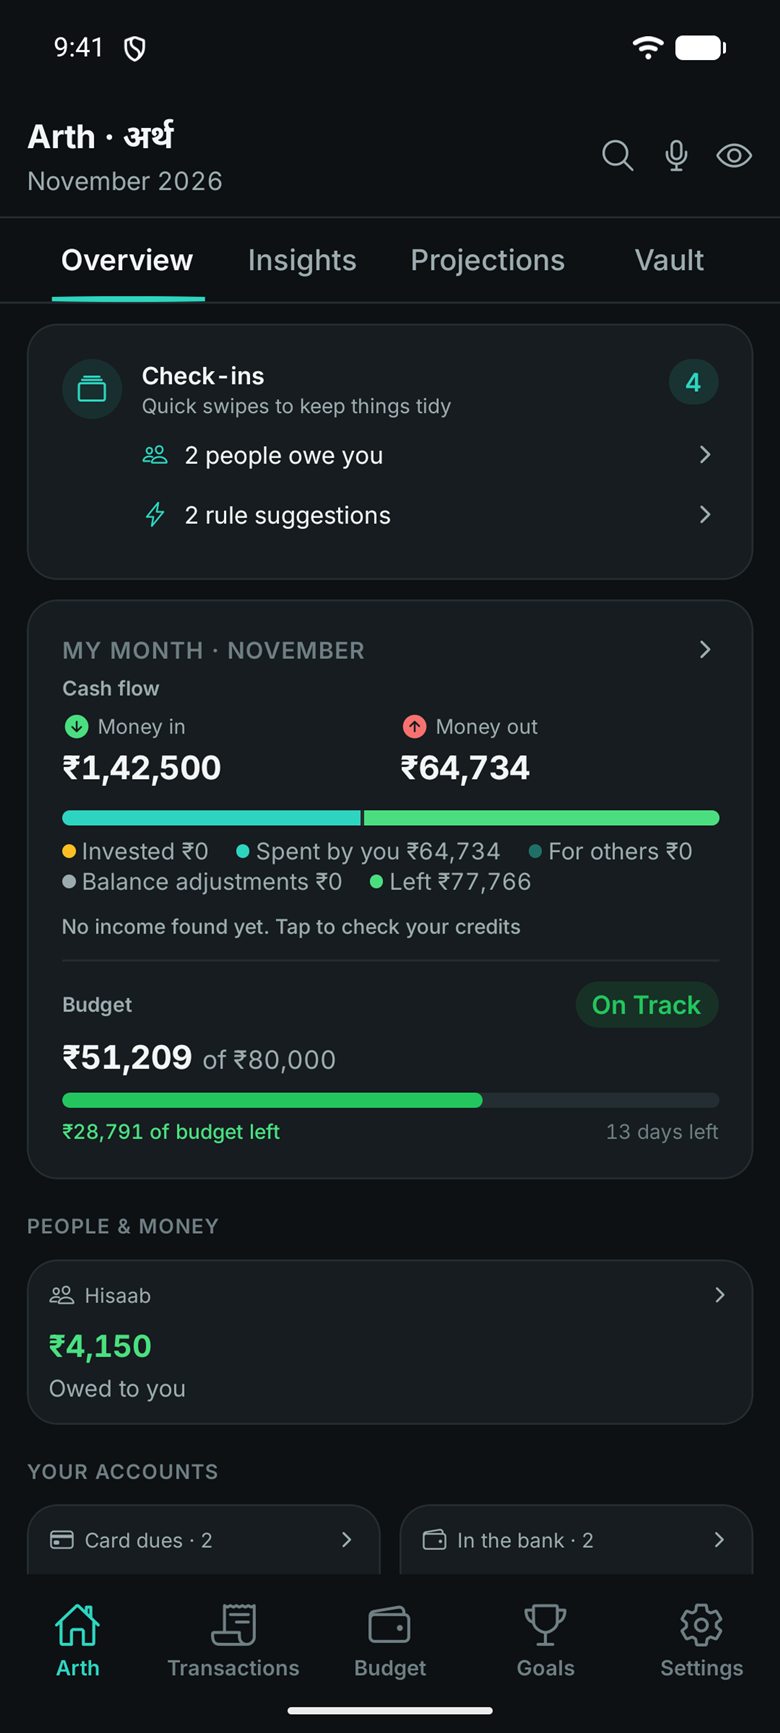 9:41
Arth · अर्थ
November 2026
Overview Insights Projections Vault
Check-ins
4
Quick swipes to keep things tidy
2 people owe you
2 rule suggestions
MY MONTH · NOVEMBER
Cash flow
Money in Money out
₹1,42,500 ₹64,734
Invested ₹0 Spent by you ₹64,734 For others ₹0
Balance adjustments ₹0 Left ₹77,766
No income found yet. Tap to check your credits
Budget On Track
₹51,209 of ₹80,000
₹28,791 of budget left 13 days left
PEOPLE & MONEY
Hisaab
₹4,150
Owed to you
YOUR ACCOUNTS
Card dues · 2 In the bank · 2
Arth Transactions Budget Goals Settings